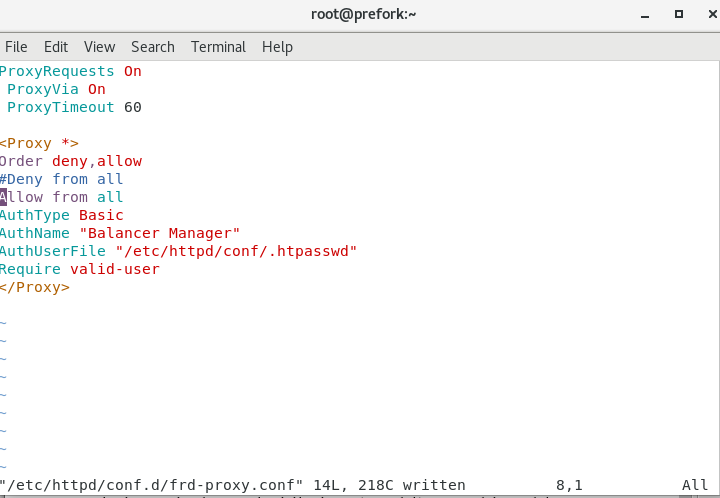 root@prefork:~
File Edit View Search Terminal Help
ProxyRequests On
ProxyVia On
ProxyTimeout 60
<Proxy *>
Order deny,allow
#Deny from all
Allow from all
AuthType Basic
AuthName "Balancer Manager"
AuthUserFile "/etc/httpd/conf/.htpasswd"
Require valid-user
</Proxy>
~
~
~
~
~
~
~
~
~
"/etc/httpd/conf.d/frd-proxy.conf" 14L, 218C written 8,1 All